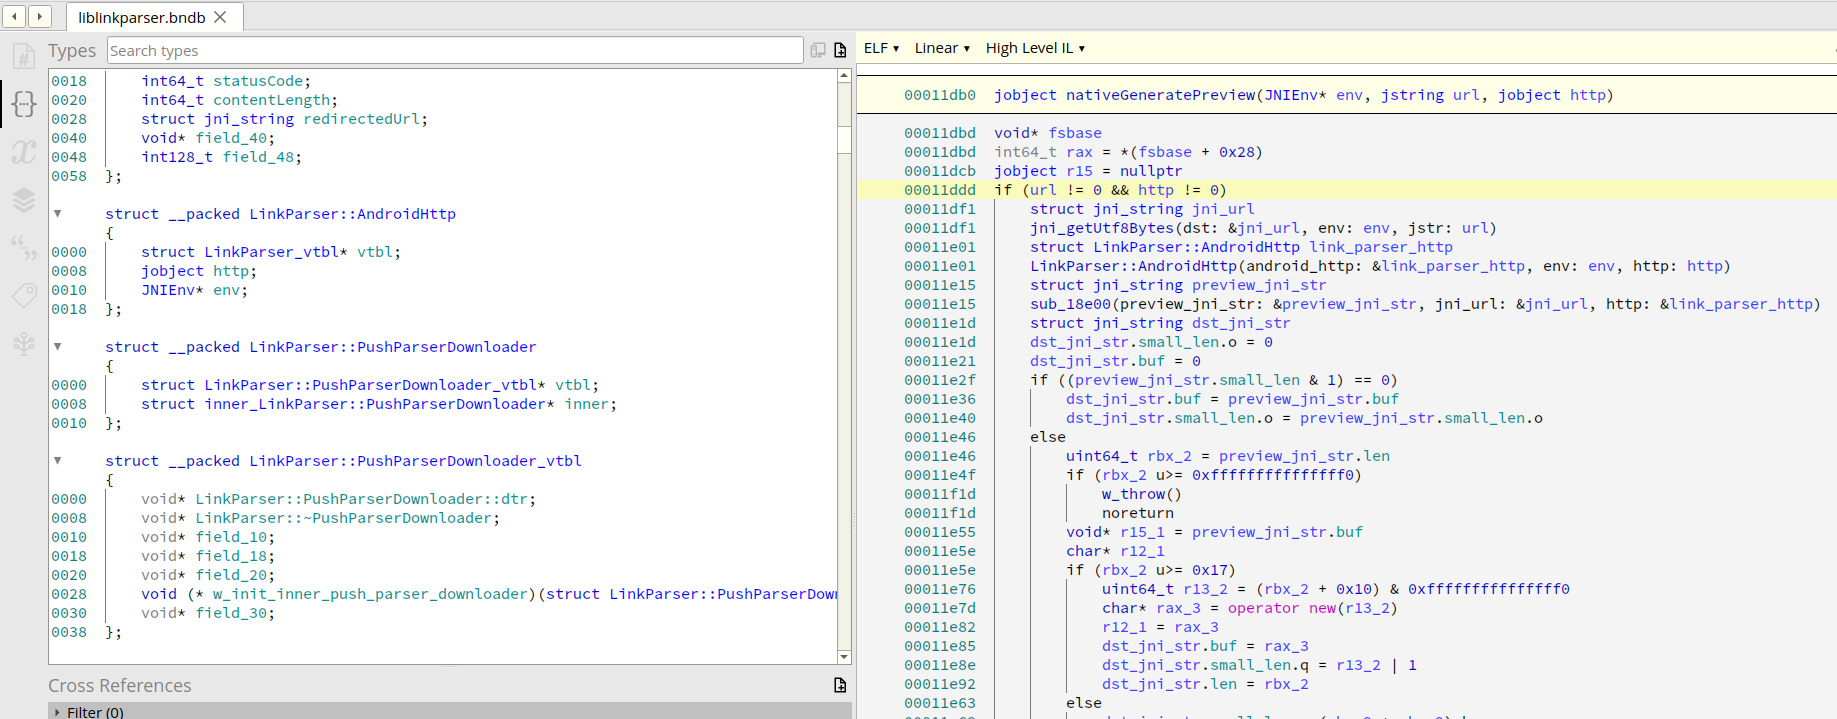 liblinkparser.bndb
Types
Search types
0018 int64_t statusCode;
0020 int64_t contentLength;
0028 struct jni_string redirectedUrl;
0040 void* field_40;
0048 int128_t field_48;
0058 };
struct __packed LinkParser::AndroidHttp
{
0000 struct LinkParser_vtbl* vtbl;
0008 jobject http;
0010 JNIEnv* env;
0018 };
struct __packed LinkParser::PushParserDownloader
{
0000 struct LinkParser::PushParserDownloader_vtbl* vtbl;
0008 struct inner_LinkParser::PushParserDownloader* inner;
0010 };
struct __packed LinkParser::PushParserDownloader_vtbl
{
0000 void* LinkParser::PushParserDownloader::dtr;
0008 void* LinkParser::~PushParserDownloader;
0010 void* field_10;
0018 void* field_18;
0020 void* field_20;
0028 void (* w_init_inner_push_parser_downloader)(struct LinkParser::PushParserDow
0030 void* field_30;
0038 };
Cross References
Filter (0)
ELF Linear High Level IL
00011db0 jobject nativeGeneratePreview(JNIEnv* env, jstring url, jobject http)
00011dbd void* fsbase
00011dbd int64_t rax = *(fsbase + 0x28)
00011dcb jobject r15 = nullptr
00011ddd if (url != 0 && http != 0)
00011df1 struct jni_string jni_url
00011df1 jni_getUtf8Bytes(dst: &jni_url, env: env, jstr: url)
00011e01 struct LinkParser::AndroidHttp link_parser_http
00011e01 LinkParser::AndroidHttp(android_http: &link_parser_http, env: env, http: http)
00011e15 struct jni_string preview_jni_str
00011e15 sub_18e00(preview_jni_str: &preview_jni_str, jni_url: &jni_url, http: &link_parser_http)
00011e1d struct jni_string dst_jni_str
00011e1d dst_jni_str.small_len.o = 0
00011e21 dst_jni_str.buf = 0
00011e2f if ((preview_jni_str.small_len & 1) == 0)
00011e36 dst_jni_str.buf = preview_jni_str.buf
00011e40 dst_jni_str.small_len.o = preview_jni_str.small_len.o
00011e46 else
00011e46 uint64_t rbx_2 = preview_jni_str.len
00011e4f if (rbx_2 u>= 0xfffffffffffffff0)
00011f1d w_throw()
00011f1d noreturn
00011e55 void* r15_1 = preview_jni_str.buf
00011e5e char* r12_1
00011e5e if (rbx_2 u>= 0x17)
00011e76 uint64_t r13_2 = (rbx_2 + 0x10) & 0xfffffffffffffff0
00011e7d char* rax_3 = operator new(r13_2)
00011e82 r12_1 = rax_3
00011e85 dst_jni_str.buf = rax_3
00011e8e dst_jni_str.small_len.q = r13_2 | 1
00011e92 dst_jni_str.len = rbx_2
00011e63 else